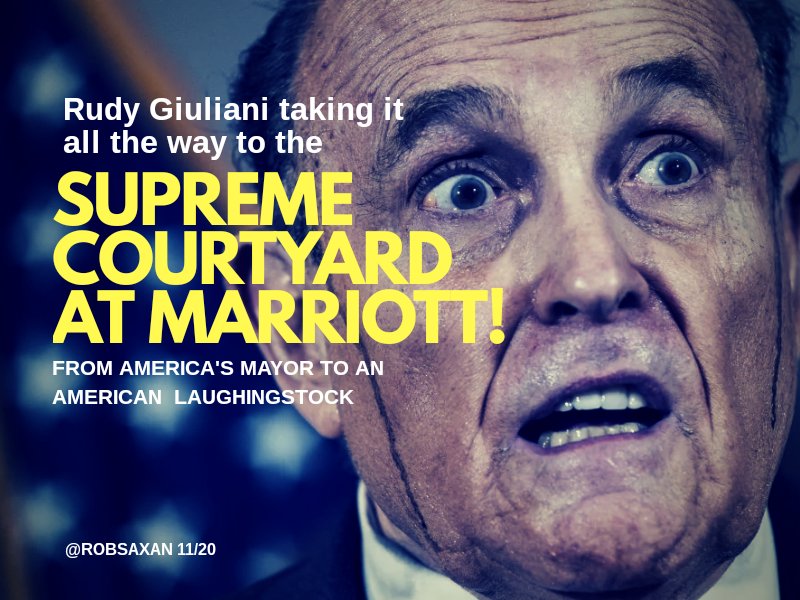 Rudy Giuliani taking it
all the way to the
SUPREME
COURTYARD
AT MARRIOTT!
FROM AMERICA'S MAYOR TO AN
AMERICAN LAUGHINGSTOCK
@ROBSAXAN 11/20